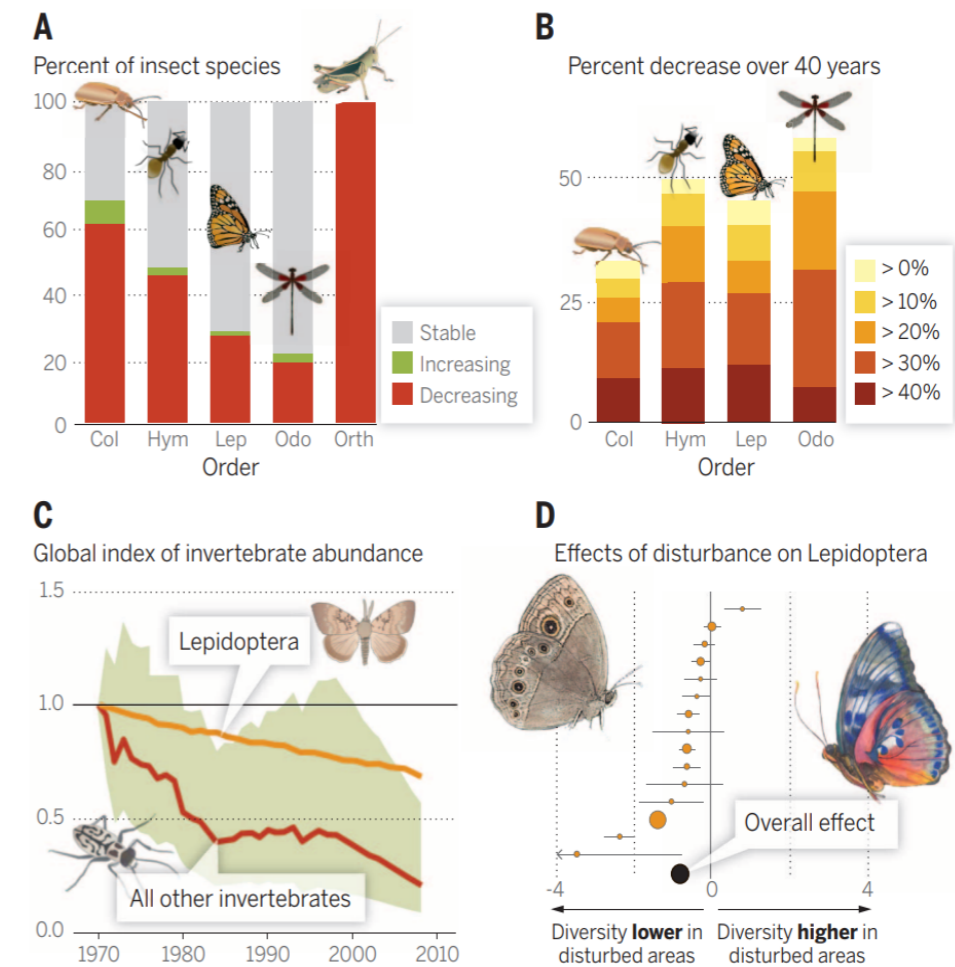 A
Percent of insect species
100
80
60
40
20
0
Col Hym Lep Odo Orth
Order
Stable
Increasing
Decreasing
B
Percent decrease over 40 years
50
25
0
Col Hym Lep Odo
Order
> 0%
> 10%
> 20%
> 30%
> 40%
C
Global index of invertebrate abundance
1.5
1.0
0.5
0.0
Lepidoptera
All other invertebrates
1970 1980 1990 2000 2010
D
Effects of disturbance on Lepidoptera
Overall effect
-4 0 4
Diversity lower in
disturbed areas
Diversity higher in
disturbed areas